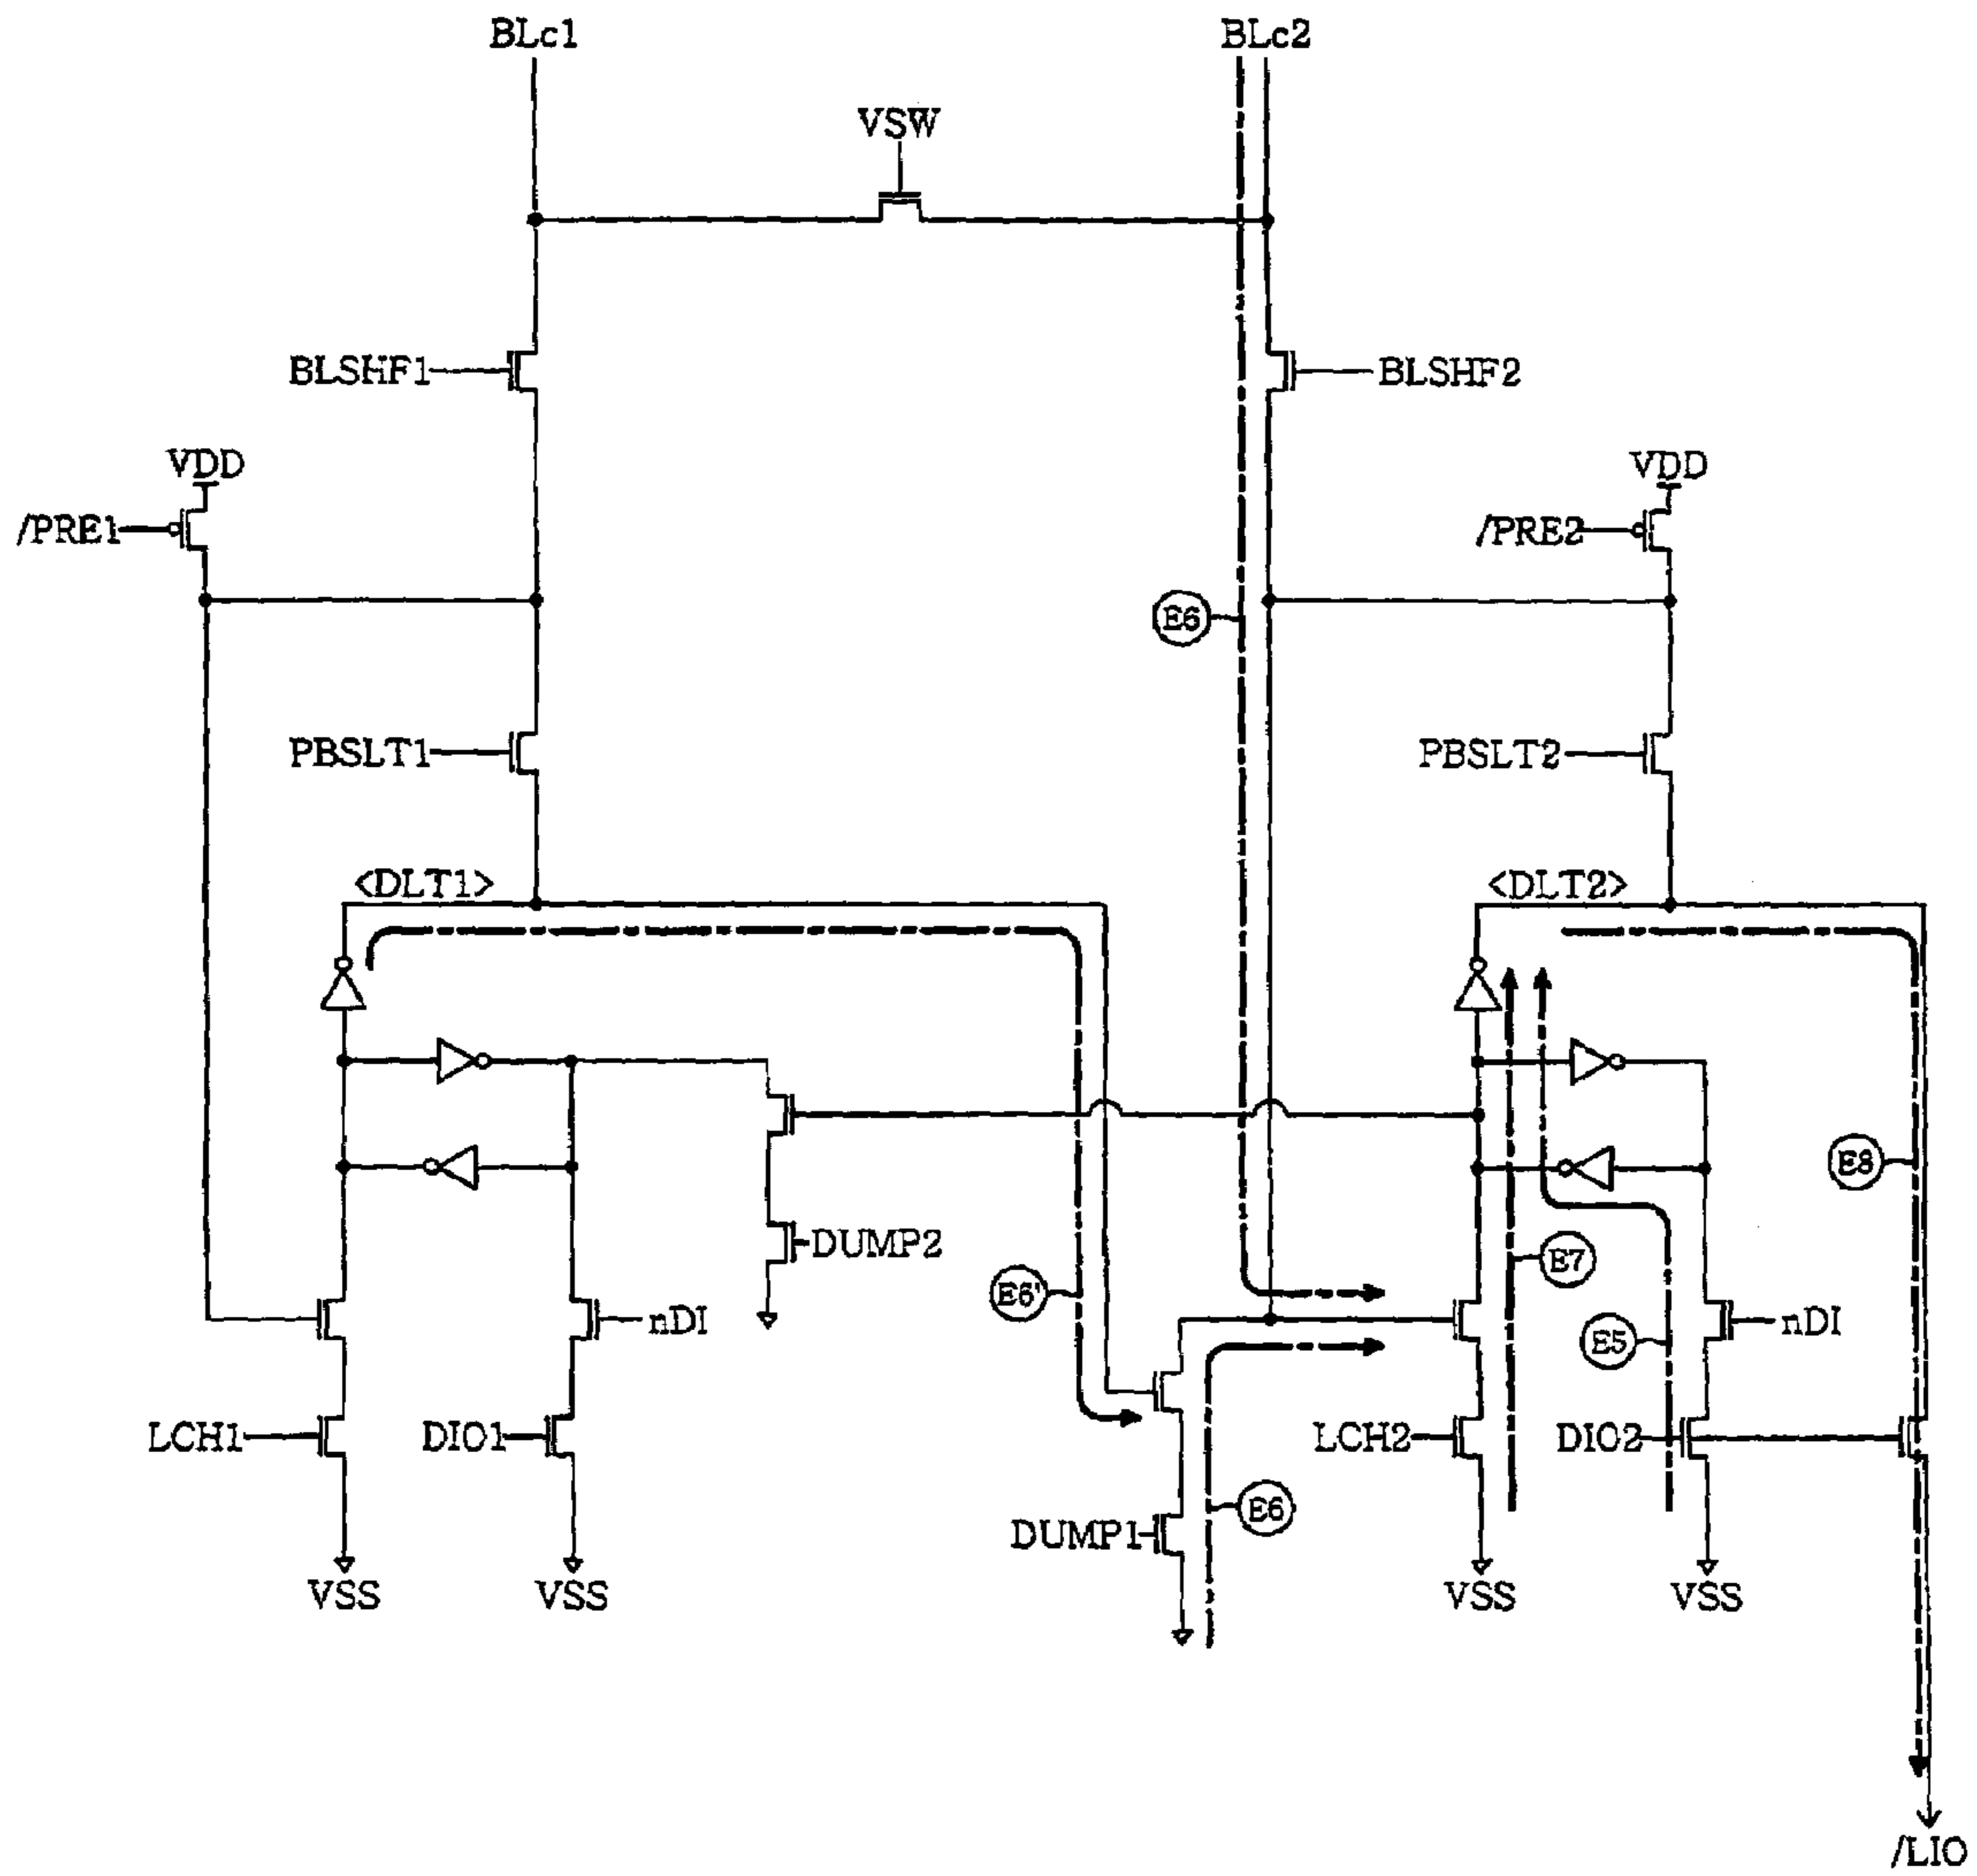 BLc1
BLc2
VSW
BLSHF1
BLSHF2
VDD
VDD
/PRE1
/PRE2
E6
PBSLT1
PBSLT2
<DLT1>
<DLT2>
E8
DUMP2
E7
E6'
nDI
nDI
E5
LCH1
DIO1
LCH2
DIO2
E6
DUMP1
VSS
VSS
VSS
VSS
/LIO